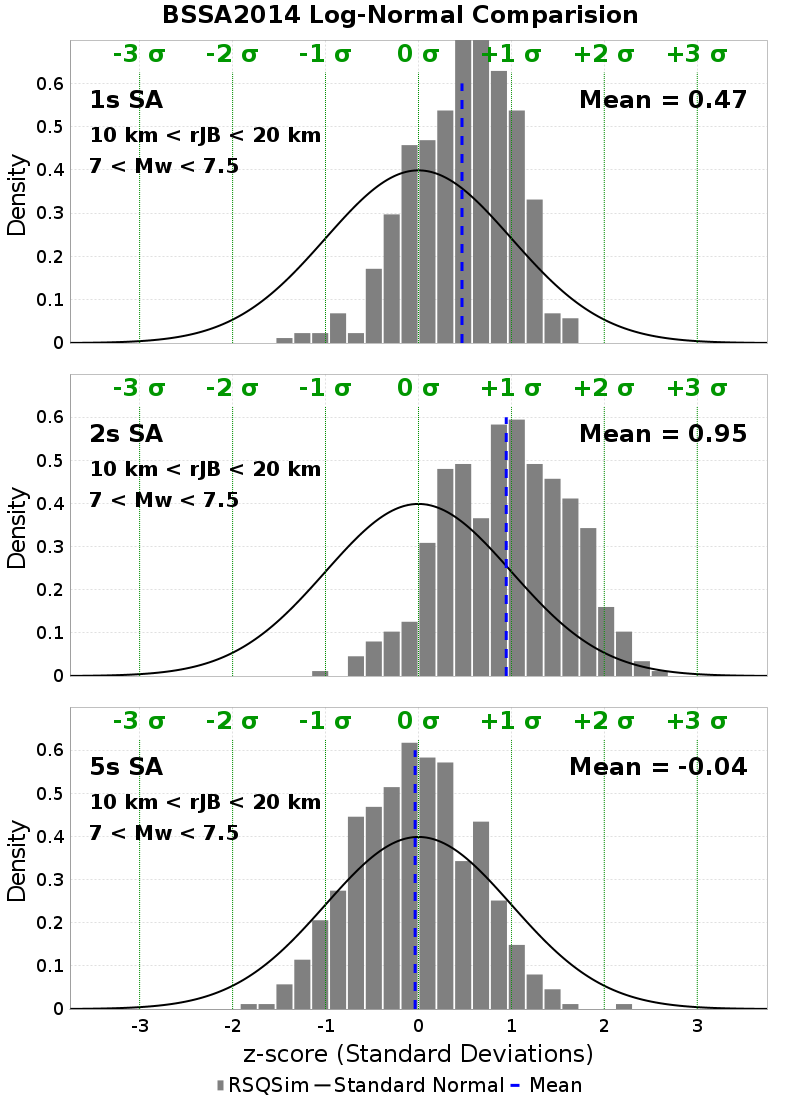 BSSA2014 Log-Normal Comparision
-3 σ -2 σ -1 σ 0 σ +1 σ +2 σ +3 σ
1s SA Mean = 0.47
10 km < rJB < 20 km
7 < Mw < 7.5
0.6
0.5
0.4
0.3
0.2
0.1
0
Density
-3 σ -2 σ -1 σ 0 σ +1 σ +2 σ +3 σ
2s SA Mean = 0.95
10 km < rJB < 20 km
7 < Mw < 7.5
0.6
0.5
0.4
0.3
0.2
0.1
0
Density
-3 σ -2 σ -1 σ 0 σ +1 σ +2 σ +3 σ
5s SA Mean = -0.04
10 km < rJB < 20 km
7 < Mw < 7.5
0.6
0.5
0.4
0.3
0.2
0.1
0
Density
-3 -2 -1 0 1 2 3
z-score (Standard Deviations)
RSQSim Standard Normal Mean